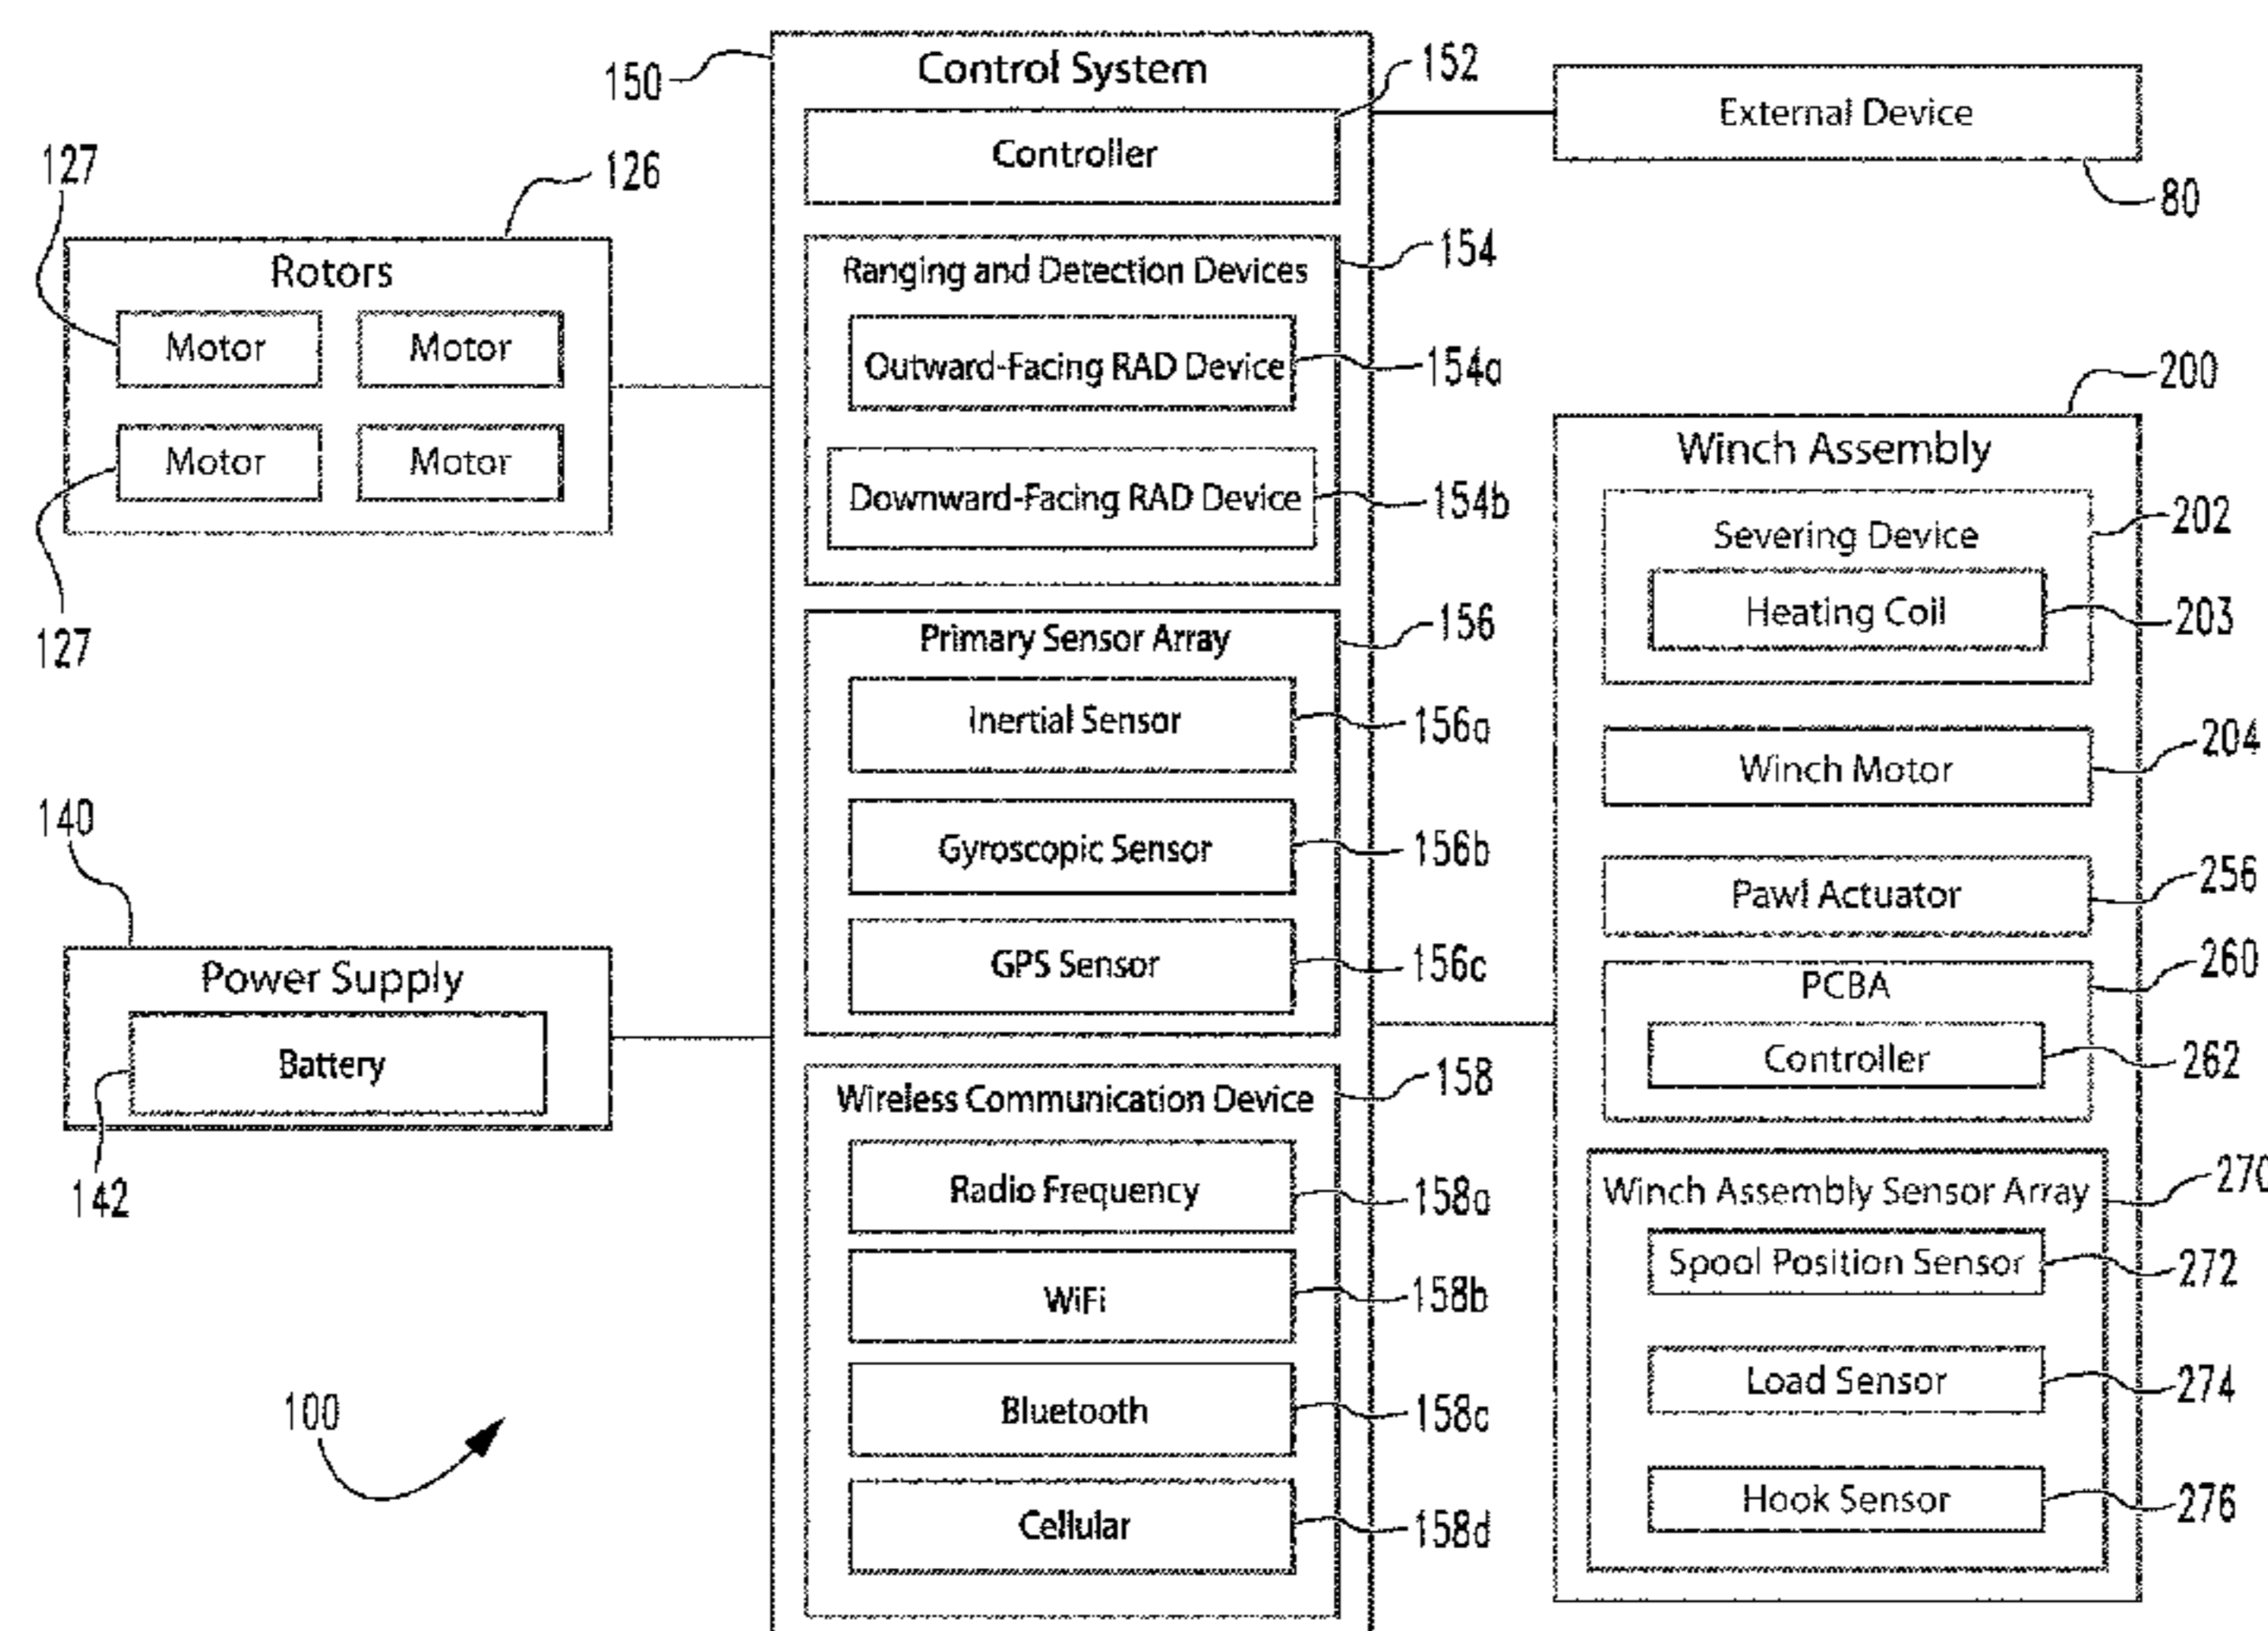 150
Control System
152
Controller
External Device
80
127
126
Rotors
Motor
Motor
Motor
Motor
127
154
Ranging and Detection Devices
Outward-Facing RAD Device
154a
Downward-Facing RAD Device
154b
156
Primary Sensor Array
Inertial Sensor
156a
Gyroscopic Sensor
156b
GPS Sensor
156c
140
Power Supply
Battery
142
158
Wireless Communication Device
Radio Frequency
158a
WiFi
158b
Bluetooth
158c
Cellular
158d
200
Winch Assembly
202
Severing Device
Heating Coil
203
Winch Motor
204
Pawl Actuator
256
260
PCBA
Controller
262
270
Winch Assembly Sensor Array
Spool Position Sensor
272
Load Sensor
274
Hook Sensor
276
100